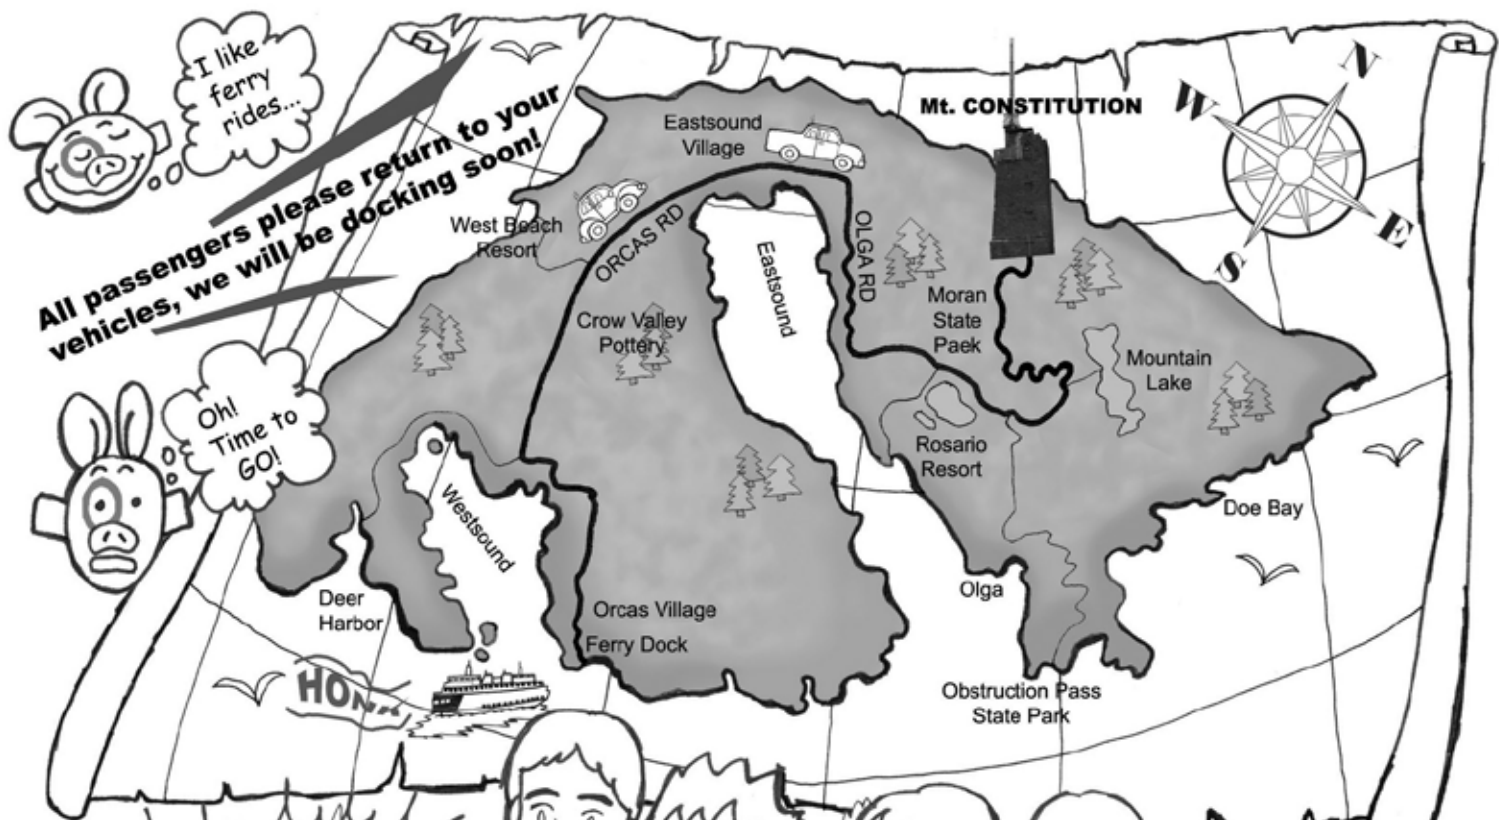 I like
ferry
rides...
All passengers please return to your
vehicles, we will be docking soon!
Oh!
Time to
GO!
Mt. CONSTITUTION
N
W
E
S
Eastsound
Village
West Beach
Resort
ORCAS RD
OLGA RD
Eastsound
Crow Valley
Pottery
Moran
State
Paek
Mountain
Lake
Rosario
Resort
Westsound
Doe Bay
Deer
Harbor
Orcas Village
Ferry Dock
Olga
Obstruction Pass
State Park
HONK